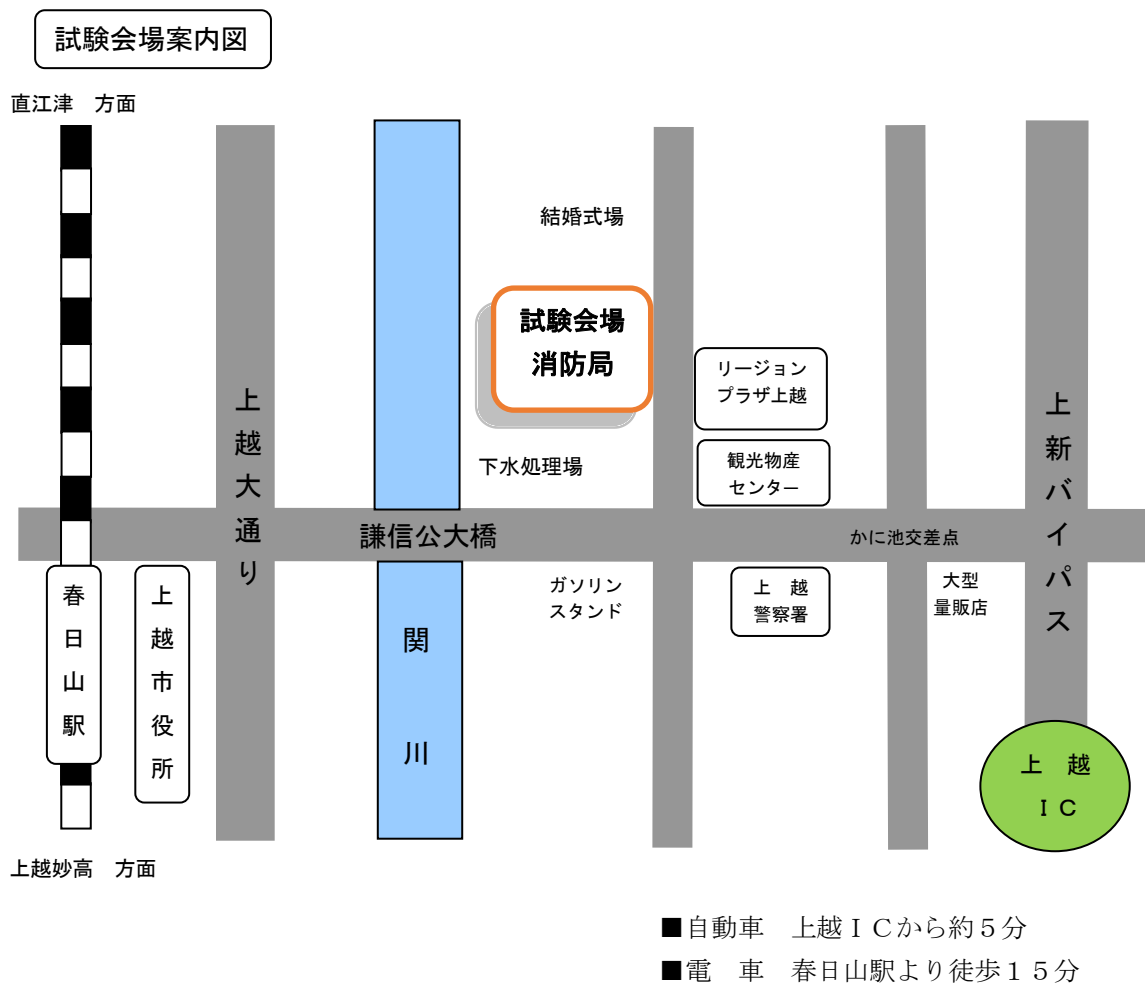 試験会場案内図
直江津　方面
結婚式場
試験会場
消防局
リージョン
プラザ上越
上越大通り
上新バイパス
下水処理場
観光物産
センター
謙信公大橋
かに池交差点
春日山駅
上越市役所
ガソリン
スタンド
上　越
警察署
大型
量販店
関川
上　越
ＩＣ
上越妙高　方面
■自動車　上越ＩＣから約５分
■電　車　春日山駅より徒歩１５分